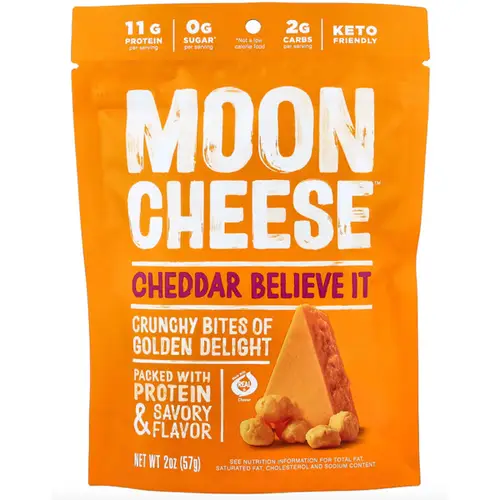 11 G PROTEIN per serving
0G SUGAR* per serving
*Not a low calorie food
2G CARBS per serving
KETO FRIENDLY
MOON
CHEESE™
CHEDDAR BELIEVE IT
CRUNCHY BITES OF
GOLDEN DELIGHT
PACKED WITH
PROTEIN
& SAVORY
FLAVOR
REAL
Cheese
NET WT 2oz (57g)
SEE NUTRITION INFORMATION FOR TOTAL FAT,
SATURATED FAT, CHOLESTEROL AND SODIUM CONTENT.